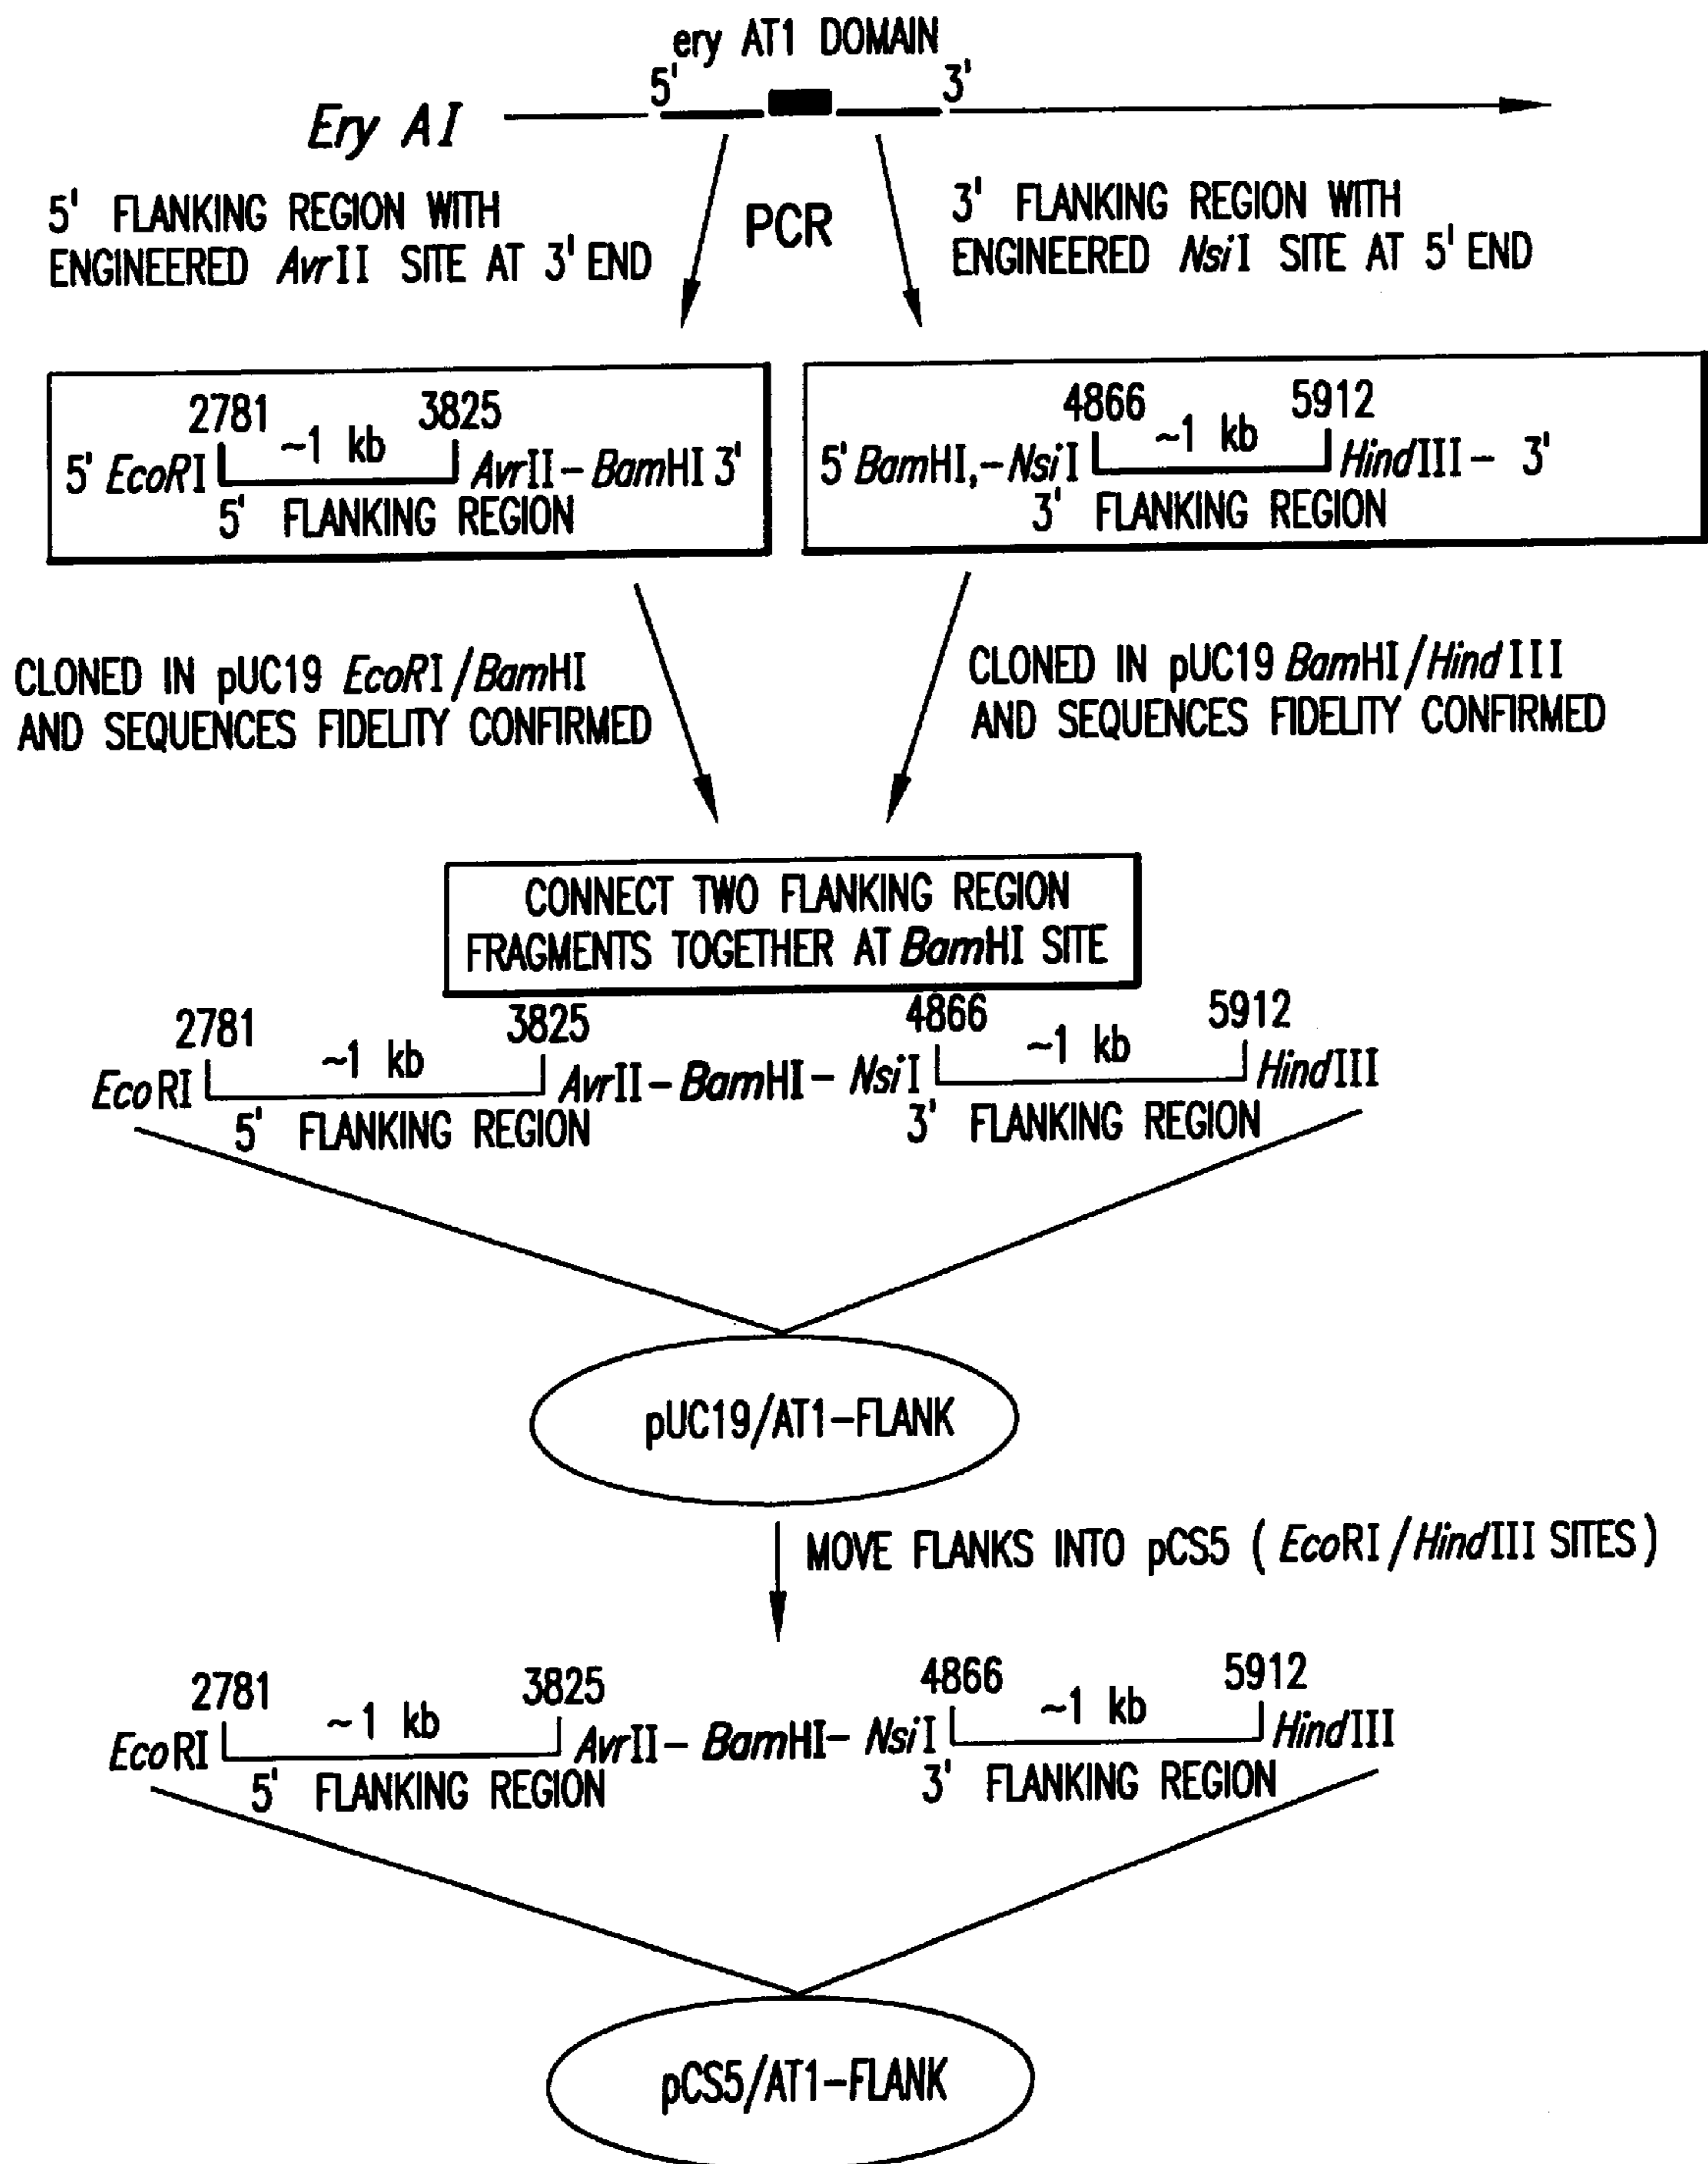 ery AT1 DOMAIN
5' 3'
Ery AI
5' FLANKING REGION WITH
ENGINEERED AvrII SITE AT 3' END
PCR
3' FLANKING REGION WITH
ENGINEERED NsiI SITE AT 5' END
2781 3825
5' EcoRI ~1 kb AvrII-BamHI 3'
5' FLANKING REGION
4866 5912
5' BamHI,-NsiI ~1 kb HindIII- 3'
3' FLANKING REGION
CLONED IN pUC19 EcoRI/BamHI
AND SEQUENCES FIDELITY CONFIRMED
CLONED IN pUC19 BamHI/HindIII
AND SEQUENCES FIDELITY CONFIRMED
CONNECT TWO FLANKING REGION
FRAGMENTS TOGETHER AT BamHI SITE
2781 3825 4866 5912
EcoRI ~1 kb AvrII-BamHI- NsiI ~1 kb HindIII
5' FLANKING REGION 3' FLANKING REGION
pUC19/AT1-FLANK
MOVE FLANKS INTO pCS5 (EcoRI/HindIII SITES)
2781 3825 4866 5912
EcoRI ~1 kb AvrII- BamHI- NsiI ~1 kb HindIII
5' FLANKING REGION 3' FLANKING REGION
pCS5/AT1-FLANK